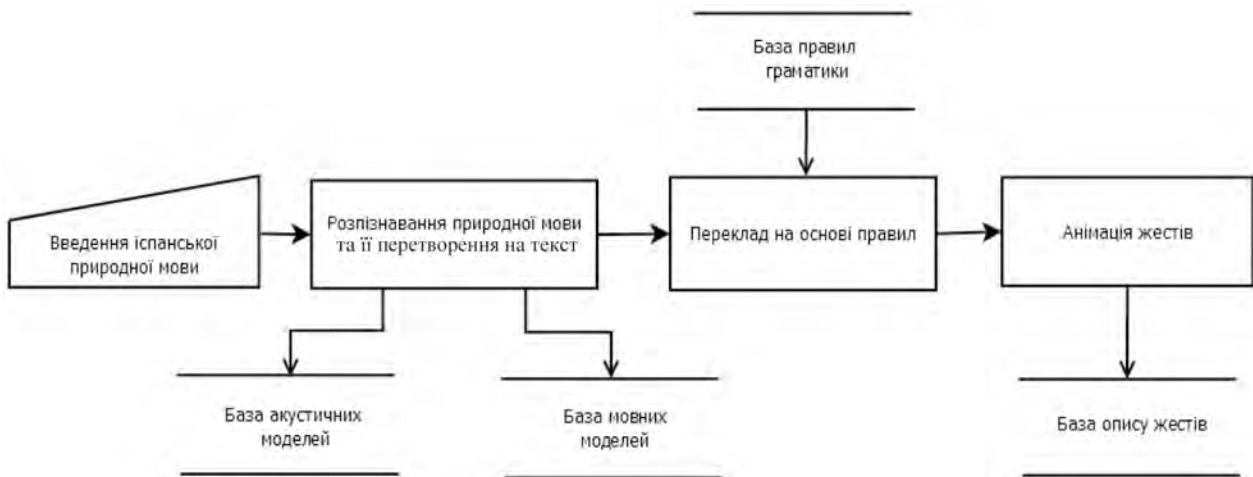 База правил
граматики
Введення іспанської
природної мови
Розпізнавання природної мови
та її перетворення на текст
Переклад на основі правил
Анімація жестів
База акустичних
моделей
База мовних
моделей
База опису жестів